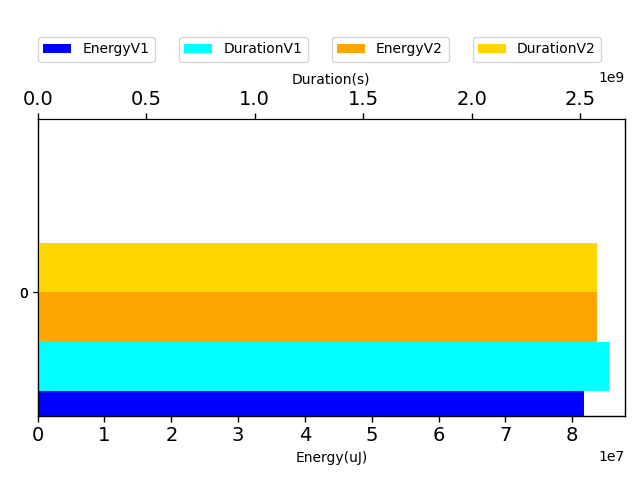 EnergyV1 DurationV1 EnergyV2 DurationV2
Duration(s) 1e9
0.0 0.5 1.0 1.5 2.0 2.5
0
0 1 2 3 4 5 6 7 8
Energy(uJ) 1e7